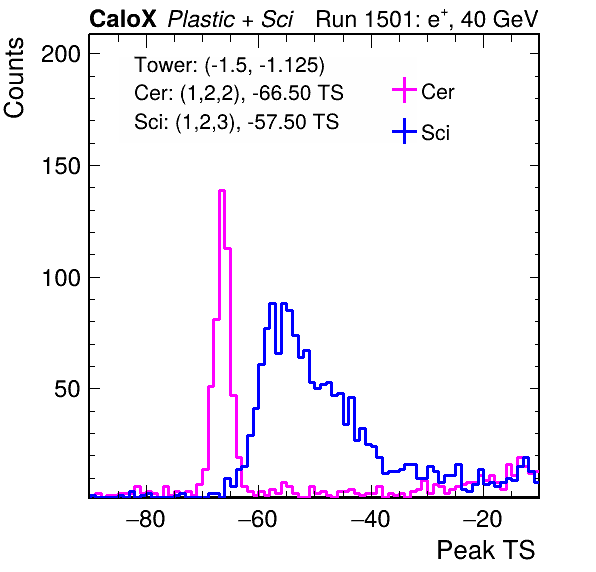 CaloX Plastic + Sci Run 1501: e⁺, 40 GeV
Counts
200
Tower: (-1.5, -1.125)
Cer: (1,2,2), -66.50 TS
Sci: (1,2,3), -57.50 TS
Cer
Sci
150
100
50
−80 −60 −40 −20
Peak TS